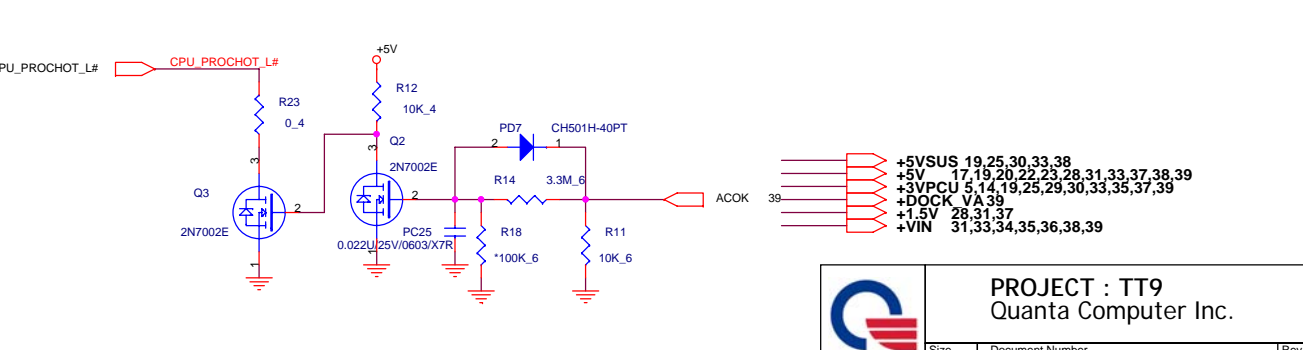 +5V
PU_PROCHOT_L#
CPU_PROCHOT_L#
R12
10K_4
R23
0_4
PD7
CH501H-40PT
2
1
3
Q2
3
2N7002E
+5VSUS 19,25,30,33,38
+5V 17,19,20,22,23,28,31,33,37,38,39
+3VPCU 5,14,19,25,29,30,33,35,37,39
+DOCK_VA 39
+1.5V 28,31,37
+VIN 31,33,34,35,36,38,39
R14
3.3M_6
Q3
2
2
ACOK
39
2N7002E
PC25
0.022U/25V/0603/X7R
R18
*100K_6
R11
10K_6
1
1
PROJECT : TT9
Quanta Computer Inc.
Size
Document Number
Rev